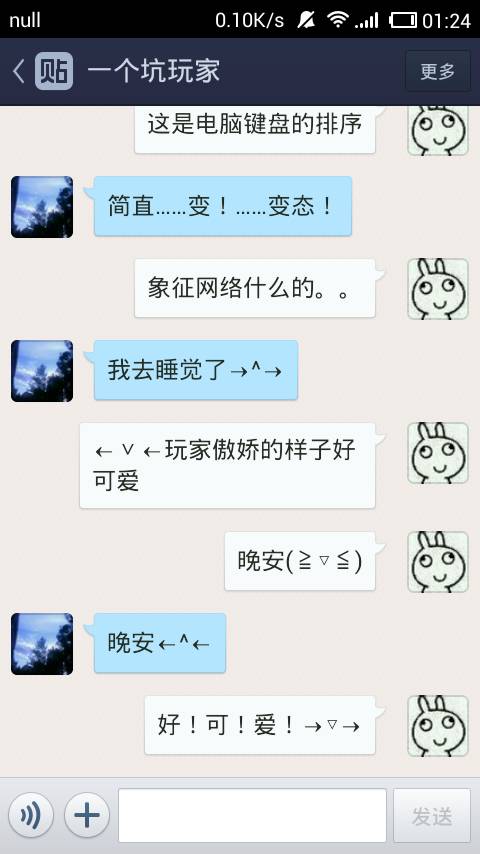 null 0.10K/s 01:24
贴 一个坑玩家 更多
这是电脑键盘的排序
简直……变！……变态！
象征网络什么的。。
我去睡觉了→^→
←▽←玩家傲娇的样子好
可爱
晚安(≧▽≦)
晚安←^←
好！可！爱！→▽→
发送